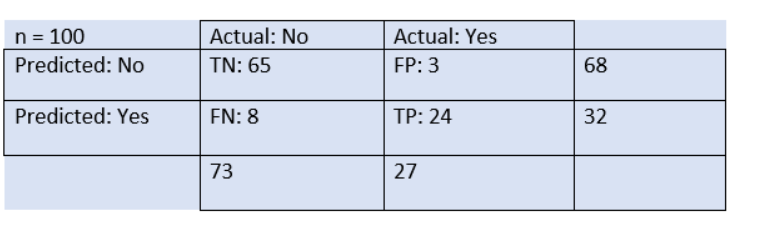 n = 100 Actual: No Actual: Yes
Predicted: No TN: 65 FP: 3 68
Predicted: Yes FN: 8 TP: 24 32
73 27